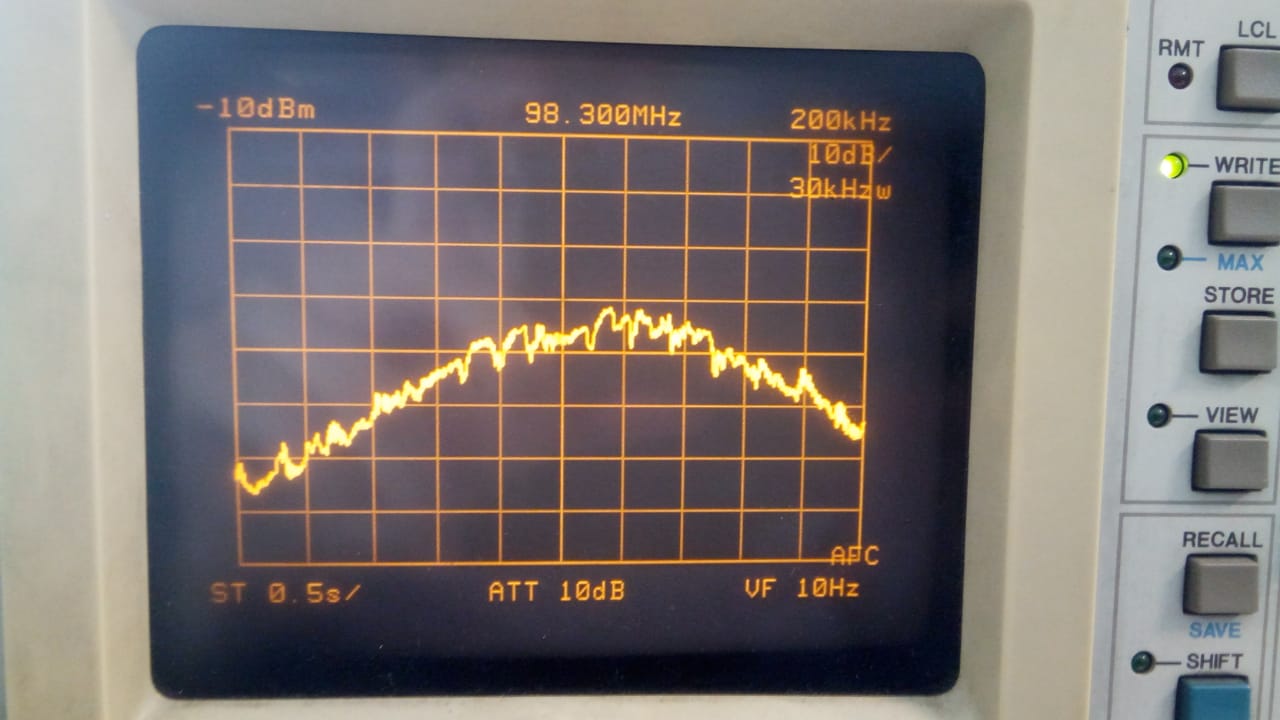 -10dBm 98.300MHz 200kHz
10dB/
30kHzw
AFC
ST 0.5s/ ATT 10dB VF 10Hz
LCL
RMT
WRITE
MAX
STORE
VIEW
RECALL
SAVE
SHIFT